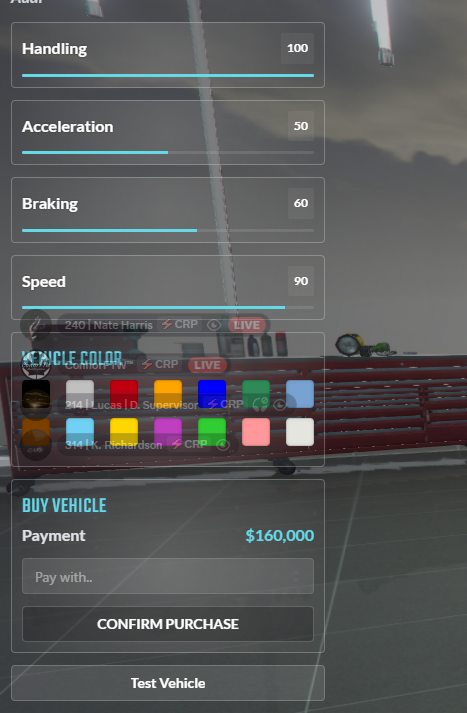 Audi
Handling 100
Acceleration 50
Braking 60
Speed 90
240 | Nate Harris CRP LIVE
VEHICLE COLOR
CRP LIVE
214 | Lucas | D. Supervisor CRP
314 | K. Richardson CRP
BUY VEHICLE
Payment $160,000
Pay with..
CONFIRM PURCHASE
Test Vehicle